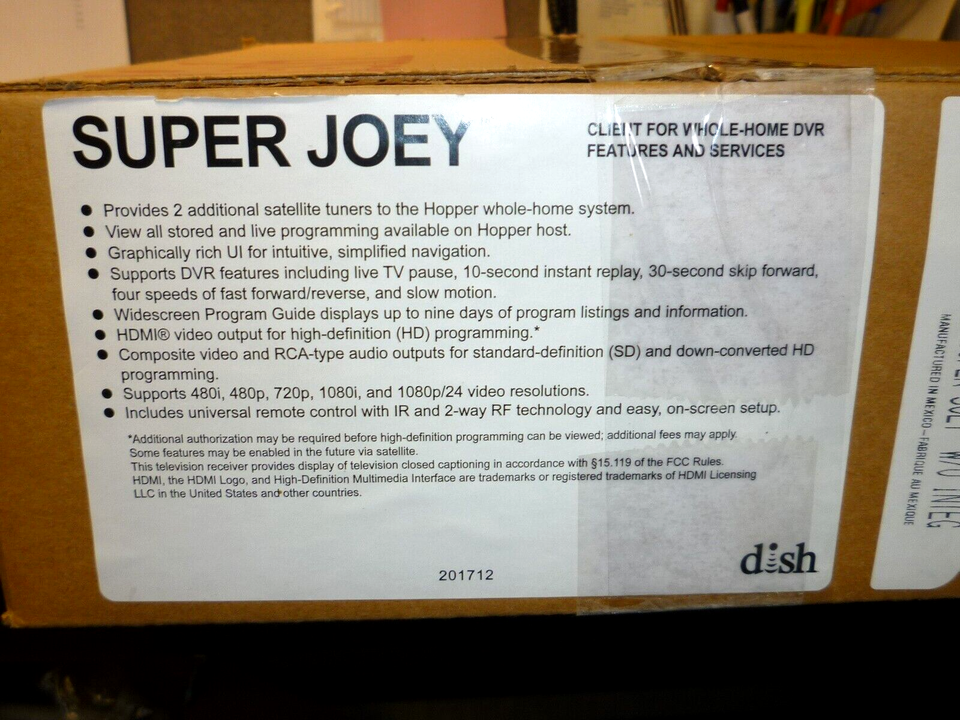 SUPER JOEY
CLIENT FOR WHOLE-HOME DVR
FEATURES AND SERVICES
● Provides 2 additional satellite tuners to the Hopper whole-home system.
● View all stored and live programming available on Hopper host.
● Graphically rich UI for intuitive, simplified navigation.
● Supports DVR features including live TV pause, 10-second instant replay, 30-second skip forward,
four speeds of fast forward/reverse, and slow motion.
● Widescreen Program Guide displays up to nine days of program listings and information.
● HDMI® video output for high-definition (HD) programming.*
● Composite video and RCA-type audio outputs for standard-definition (SD) and down-converted HD
programming.
● Supports 480i, 480p, 720p, 1080i, and 1080p/24 video resolutions.
● Includes universal remote control with IR and 2-way RF technology and easy, on-screen setup.
*Additional authorization may be required before high-definition programming can be viewed; additional fees may apply.
Some features may be enabled in the future via satellite.
This television receiver provides display of television closed captioning in accordance with §15.119 of the FCC Rules.
HDMI, the HDMI Logo, and High-Definition Multimedia Interface are trademarks or registered trademarks of HDMI Licensing
LLC in the United States and other countries.
201712
dish
MANUFACTURED IN MEXICO – FABRIQUE AU MEXIQUE
W/O INTEG